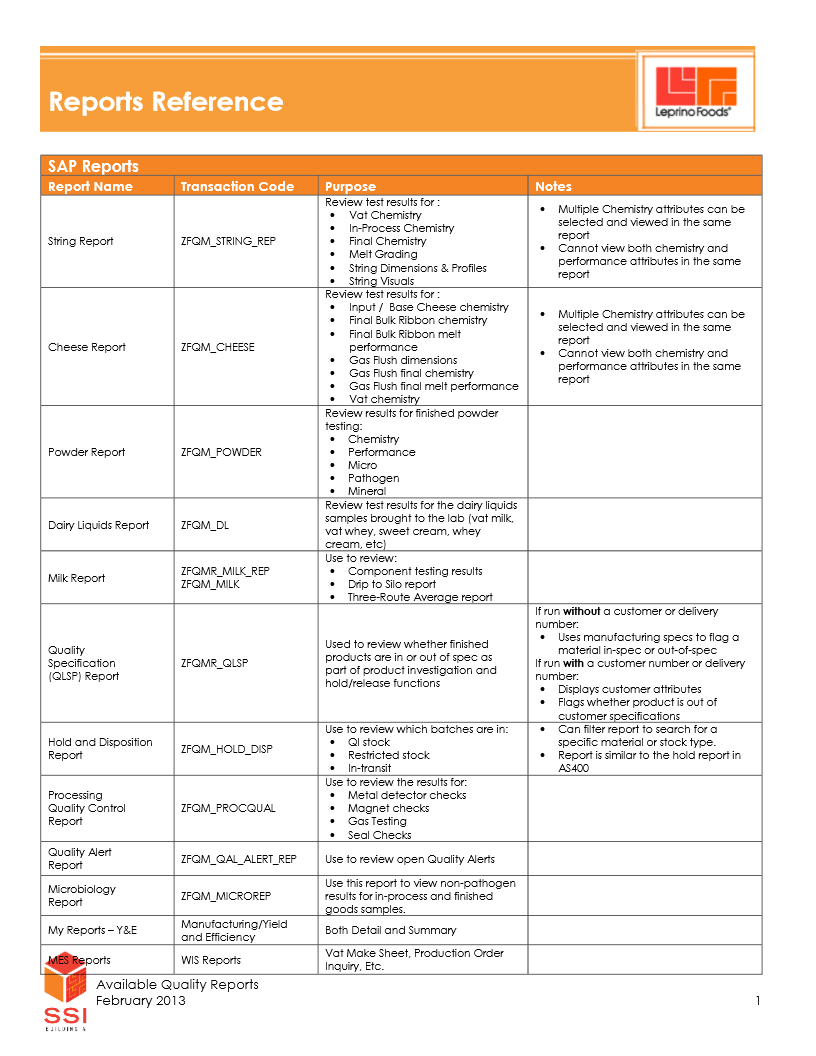 Reports Reference
LeprinoFoods®
SAP Reports
Report Name Transaction Code Purpose Notes
String Report
ZFQM_STRING_REP
Review test results for :
• Vat Chemistry
• In-Process Chemistry
• Final Chemistry
• Melt Grading
• String Dimensions & Profiles
• String Visuals
• Multiple Chemistry attributes can be
selected and viewed in the same
report
• Cannot view both chemistry and
performance attributes in the same
report
Cheese Report
ZFQM_CHEESE
Review test results for :
• Input / Base Cheese chemistry
• Final Bulk Ribbon chemistry
• Final Bulk Ribbon melt
performance
• Gas Flush dimensions
• Gas Flush final chemistry
• Gas Flush final melt performance
• Vat chemistry
• Multiple Chemistry attributes can be
selected and viewed in the same
report
• Cannot view both chemistry and
performance attributes in the same
report
Powder Report
ZFQM_POWDER
Review results for finished powder
testing:
• Chemistry
• Performance
• Micro
• Pathogen
• Mineral
Dairy Liquids Report
ZFQM_DL
Review test results for the dairy liquids
samples brought to the lab (vat milk,
vat whey, sweet cream, whey
cream, etc)
Milk Report
ZFQMR_MILK_REP
ZFQM_MILK
Use to review:
• Component testing results
• Drip to Silo report
• Three-Route Average report
Quality
Specification
(QLSP) Report
ZFQMR_QLSP
Used to review whether finished
products are in or out of spec as
part of product investigation and
hold/release functions
If run without a customer or delivery
number:
• Uses manufacturing specs to flag a
material in-spec or out-of-spec
If run with a customer number or delivery
number:
• Displays customer attributes
• Flags whether product is out of
customer specifications
Hold and Disposition
Report
ZFQM_HOLD_DISP
Use to review which batches are in:
• QI stock
• Restricted stock
• In-transit
• Can filter report to search for a
specific material or stock type.
• Report is similar to the hold report in
AS400
Processing
Quality Control
Report
ZFQM_PROCQUAL
Use to review the results for:
• Metal detector checks
• Magnet checks
• Gas Testing
• Seal Checks
Quality Alert
Report
ZFQM_QAL_ALERT_REP
Use to review open Quality Alerts
Microbiology
Report
ZFQM_MICROREP
Use this report to view non-pathogen
results for in-process and finished
goods samples.
My Reports – Y&E
Manufacturing/Yield
and Efficiency
Both Detail and Summary
MES Reports
WIS Reports
Vat Make Sheet, Production Order
Inquiry, Etc.
Available Quality Reports
February 2013 1
SSI
BUILDING A